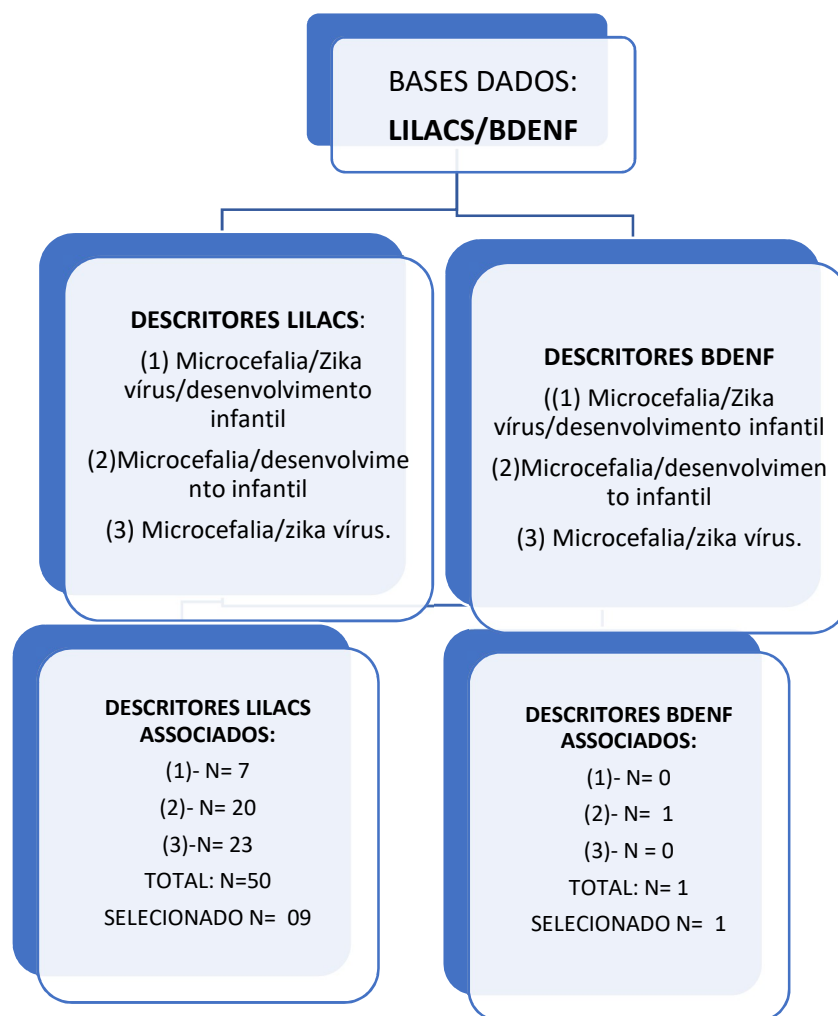 BASES DADOS:
LILACS/BDENF
DESCRITORES LILACS:
(1) Microcefalia/Zika
vírus/desenvolvimento
infantil
(2)Microcefalia/desenvolvime
nto infantil
(3) Microcefalia/zika vírus.
DESCRITORES BDENF
((1) Microcefalia/Zika
vírus/desenvolvimento infantil
(2)Microcefalia/desenvolvimen
to infantil
(3) Microcefalia/zika vírus.
DESCRITORES LILACS
ASSOCIADOS:
(1)- N= 7
(2)- N= 20
(3)-N= 23
TOTAL: N=50
SELECIONADO N= 09
DESCRITORES BDENF
ASSOCIADOS:
(1)- N= 0
(2)- N= 1
(3)- N = 0
TOTAL: N= 1
SELECIONADO N= 1